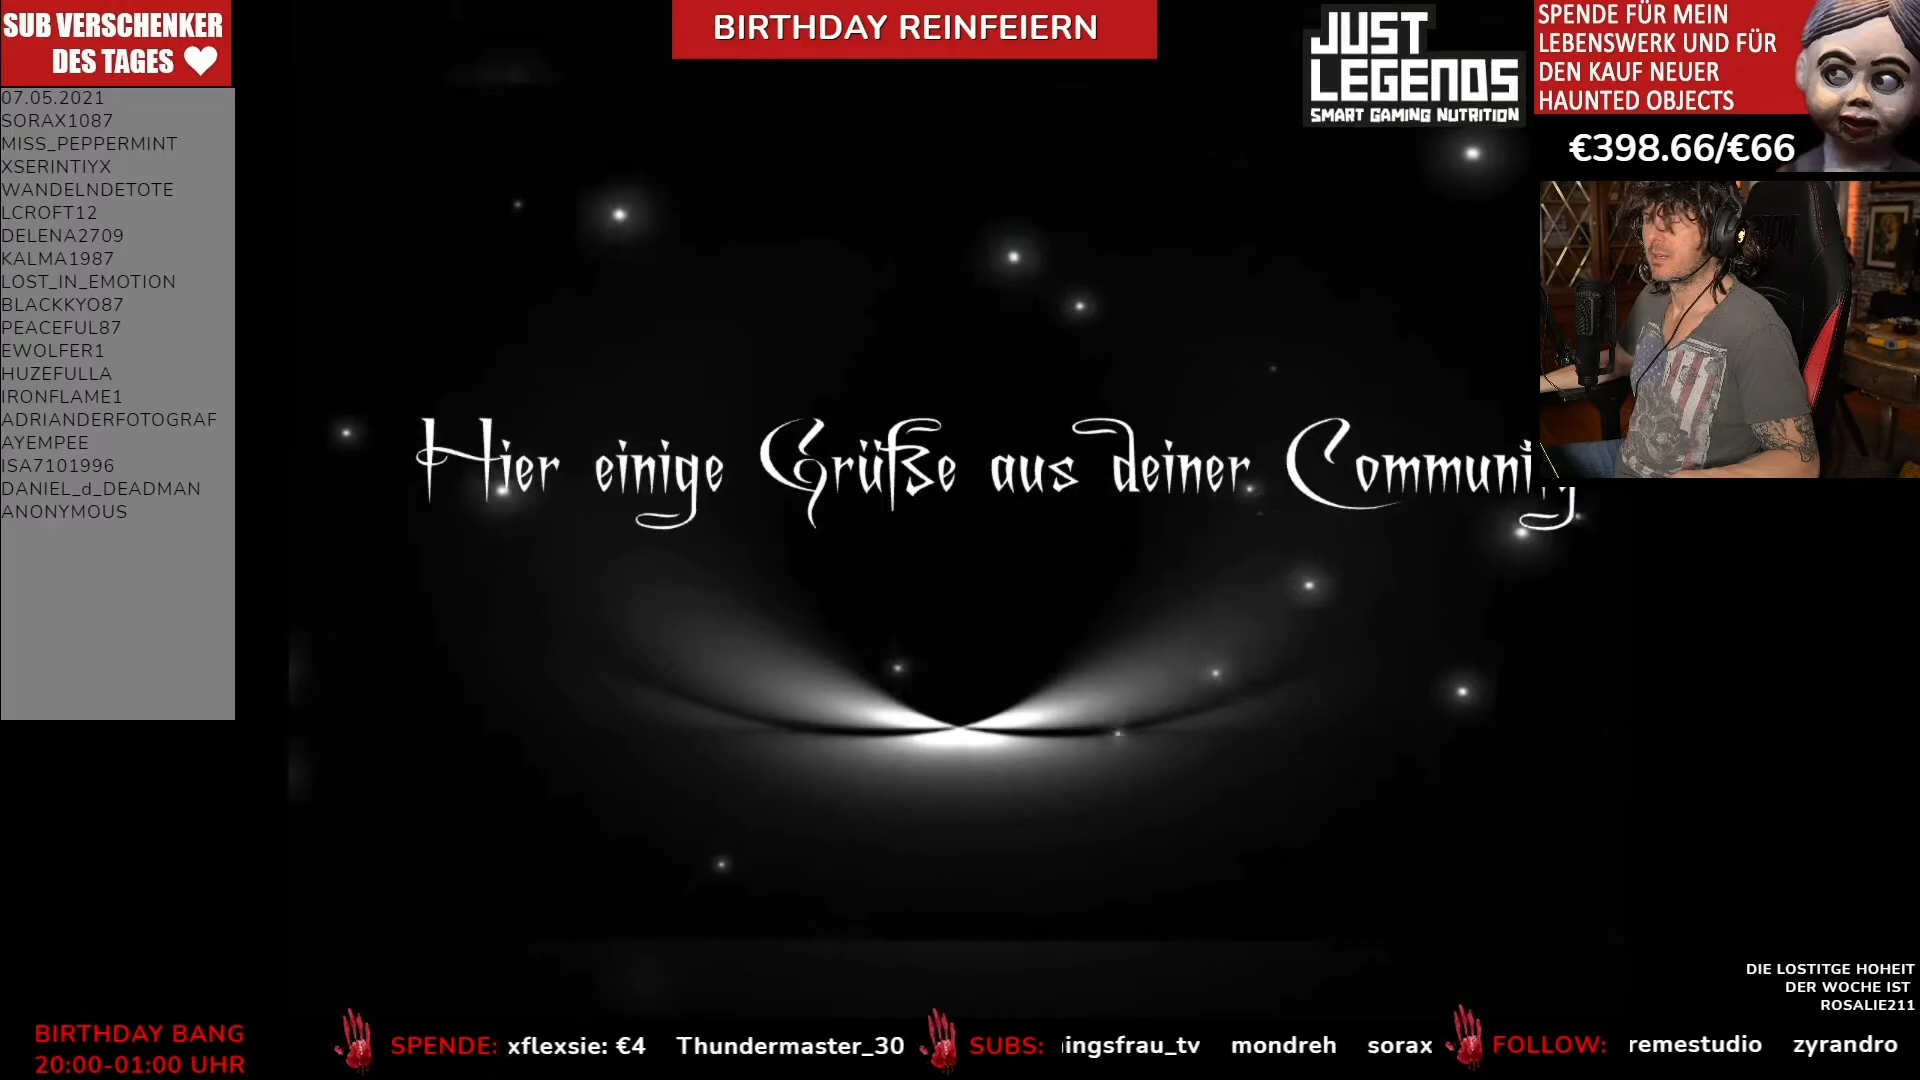 SUB VERSCHENKER
DES TAGES
07.05.2021
SORAX1087
MISS_PEPPERMINT
XSERINTIYX
WANDELNDETOTE
LCROFT12
DELENA2709
KALMA1987
LOST_IN_EMOTION
BLACKKYO87
PEACEFUL87
EWOLFER1
HUZEFULLA
IRONFLAME1
ADRIANDERFOTOGRAF
AYEMPEE
ISA7101996
DANIEL_d_DEADMAN
ANONYMOUS
BIRTHDAY REINFEIERN
JUST
LEGENDS
SMART GAMING NUTRITION
SPENDE FÜR MEIN
LEBENSWERK UND FÜR
DEN KAUF NEUER
HAUNTED OBJECTS
€398.66/€66
Hier einige Grüße aus deiner Community
DIE LOSTITGE HOHEIT
DER WOCHE IST
ROSALIE211
BIRTHDAY BANG
20:00-01:00 UHR
SPENDE: xflexsie: €4 Thundermaster_30
SUBS: ingsfrau_tv mondreh sorax
FOLLOW: remestudio zyrandro